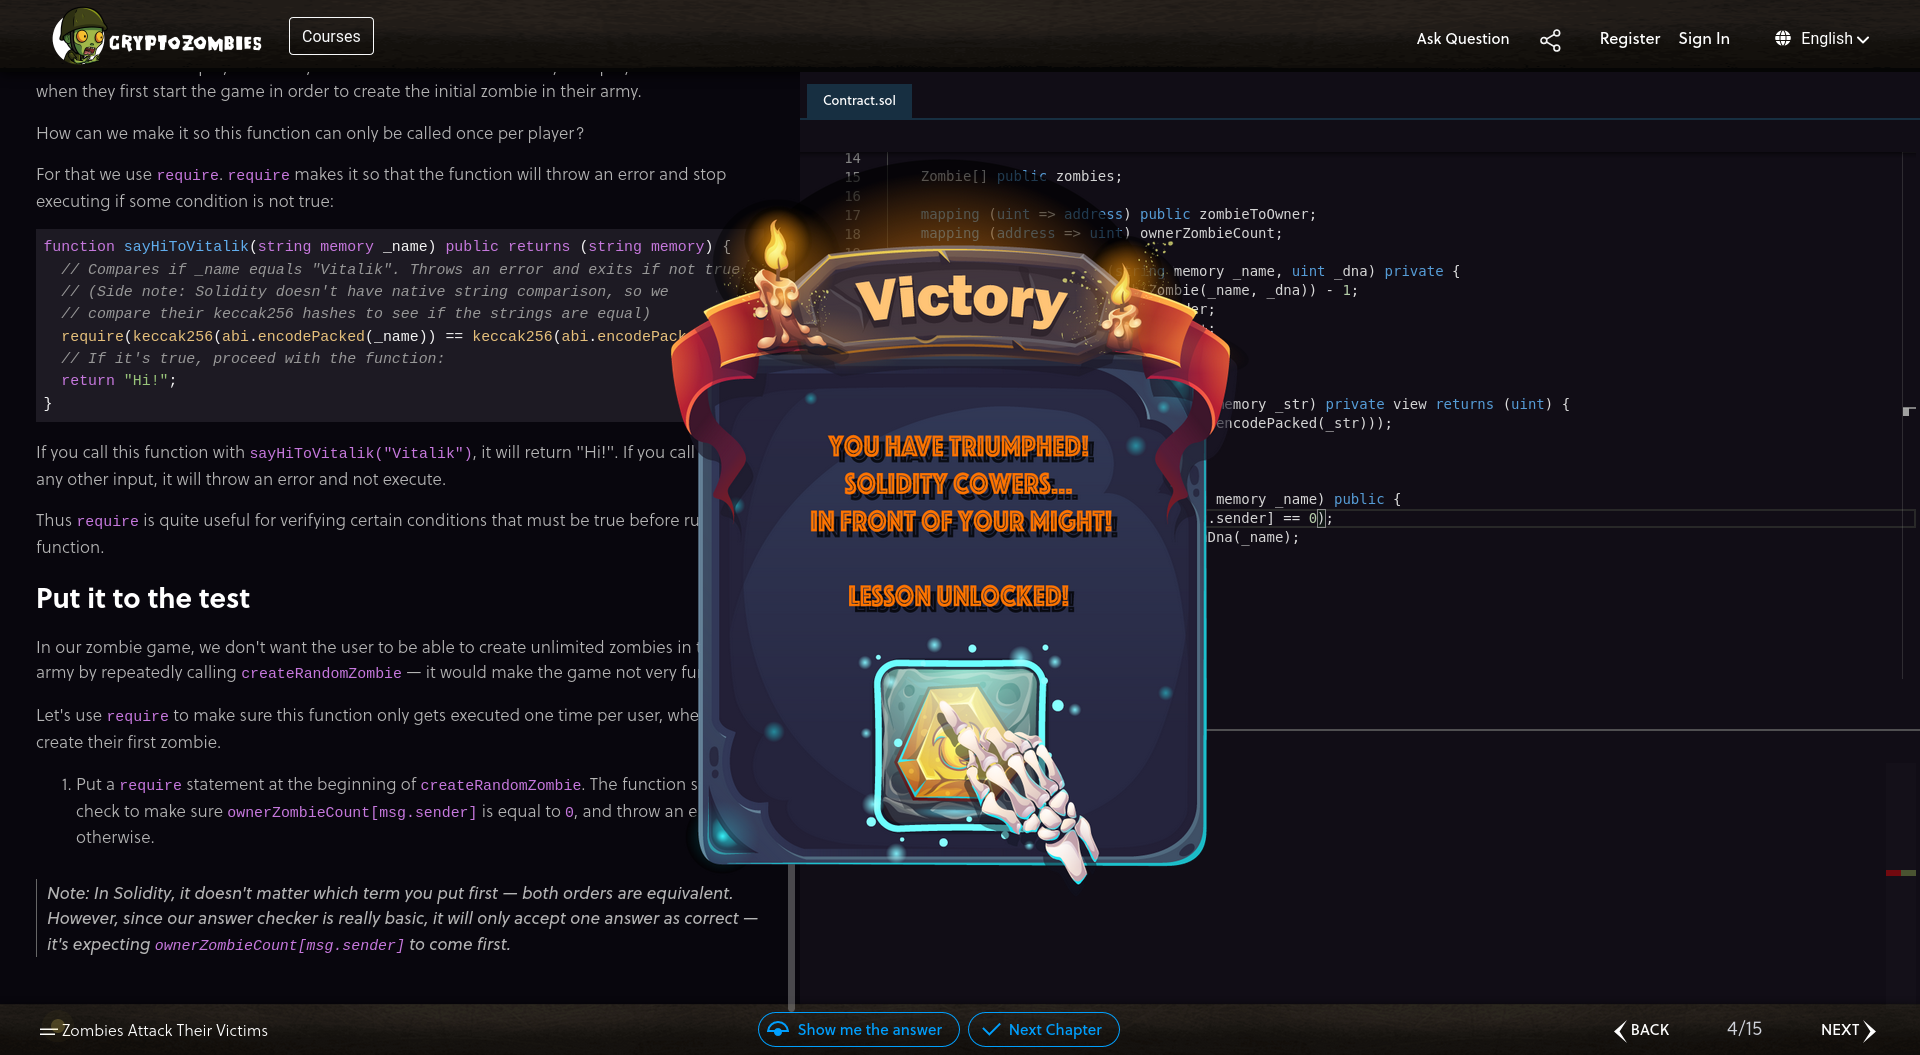 CRYPTOZOMBIES
Courses
Ask Question
Register
Sign In
English
when they first start the game in order to create the initial zombie in their army.
How can we make it so this function can only be called once per player?
For that we use require. require makes it so that the function will throw an error and stop
executing if some condition is not true:
function sayHiToVitalik(string memory _name) public returns (string memory) {
// Compares if _name equals "Vitalik". Throws an error and exits if not true
// (Side note: Solidity doesn't have native string comparison, so we
// compare their keccak256 hashes to see if the strings are equal)
require(keccak256(abi.encodePacked(_name)) == keccak256(abi.encodePack
// If it's true, proceed with the function:
return "Hi!";
}
If you call this function with sayHiToVitalik("Vitalik"), it will return "Hi!". If you call
any other input, it will throw an error and not execute.
Thus require is quite useful for verifying certain conditions that must be true before ru
function.
Put it to the test
In our zombie game, we don't want the user to be able to create unlimited zombies in t
army by repeatedly calling createRandomZombie — it would make the game not very fu
Let's use require to make sure this function only gets executed one time per user, whe
create their first zombie.
1. Put a require statement at the beginning of createRandomZombie. The function s
check to make sure ownerZombieCount[msg.sender] is equal to 0, and throw an e
otherwise.
Note: In Solidity, it doesn't matter which term you put first — both orders are equivalent.
However, since our answer checker is really basic, it will only accept one answer as correct —
it's expecting ownerZombieCount[msg.sender] to come first.
Contract.sol
14
15 Zombie[] public zombies;
16
17 mapping (uint => address) public zombieToOwner;
18 mapping (address => uint) ownerZombieCount;
ng memory _name, uint _dna) private {
Zombie(_name, _dna)) - 1;
er;
emory _str) private view returns (uint) {
encodePacked(_str)));
memory _name) public {
.sender] == 0);
Dna(_name);
Victory
YOU HAVE TRIUMPHED!
SOLIDITY COWERS...
IN FRONT OF YOUR MIGHT!
LESSON UNLOCKED!
Zombies Attack Their Victims
Show me the answer
Next Chapter
BACK
4/15
NEXT